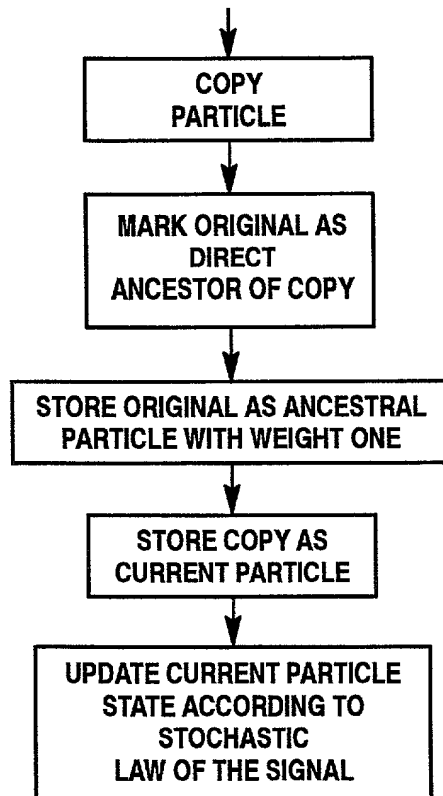 COPY
PARTICLE
MARK ORIGINAL AS
DIRECT
ANCESTOR OF COPY
STORE ORIGINAL AS ANCESTRAL
PARTICLE WITH WEIGHT ONE
STORE COPY AS
CURRENT PARTICLE
UPDATE CURRENT PARTICLE
STATE ACCORDING TO
STOCHASTIC
LAW OF THE SIGNAL